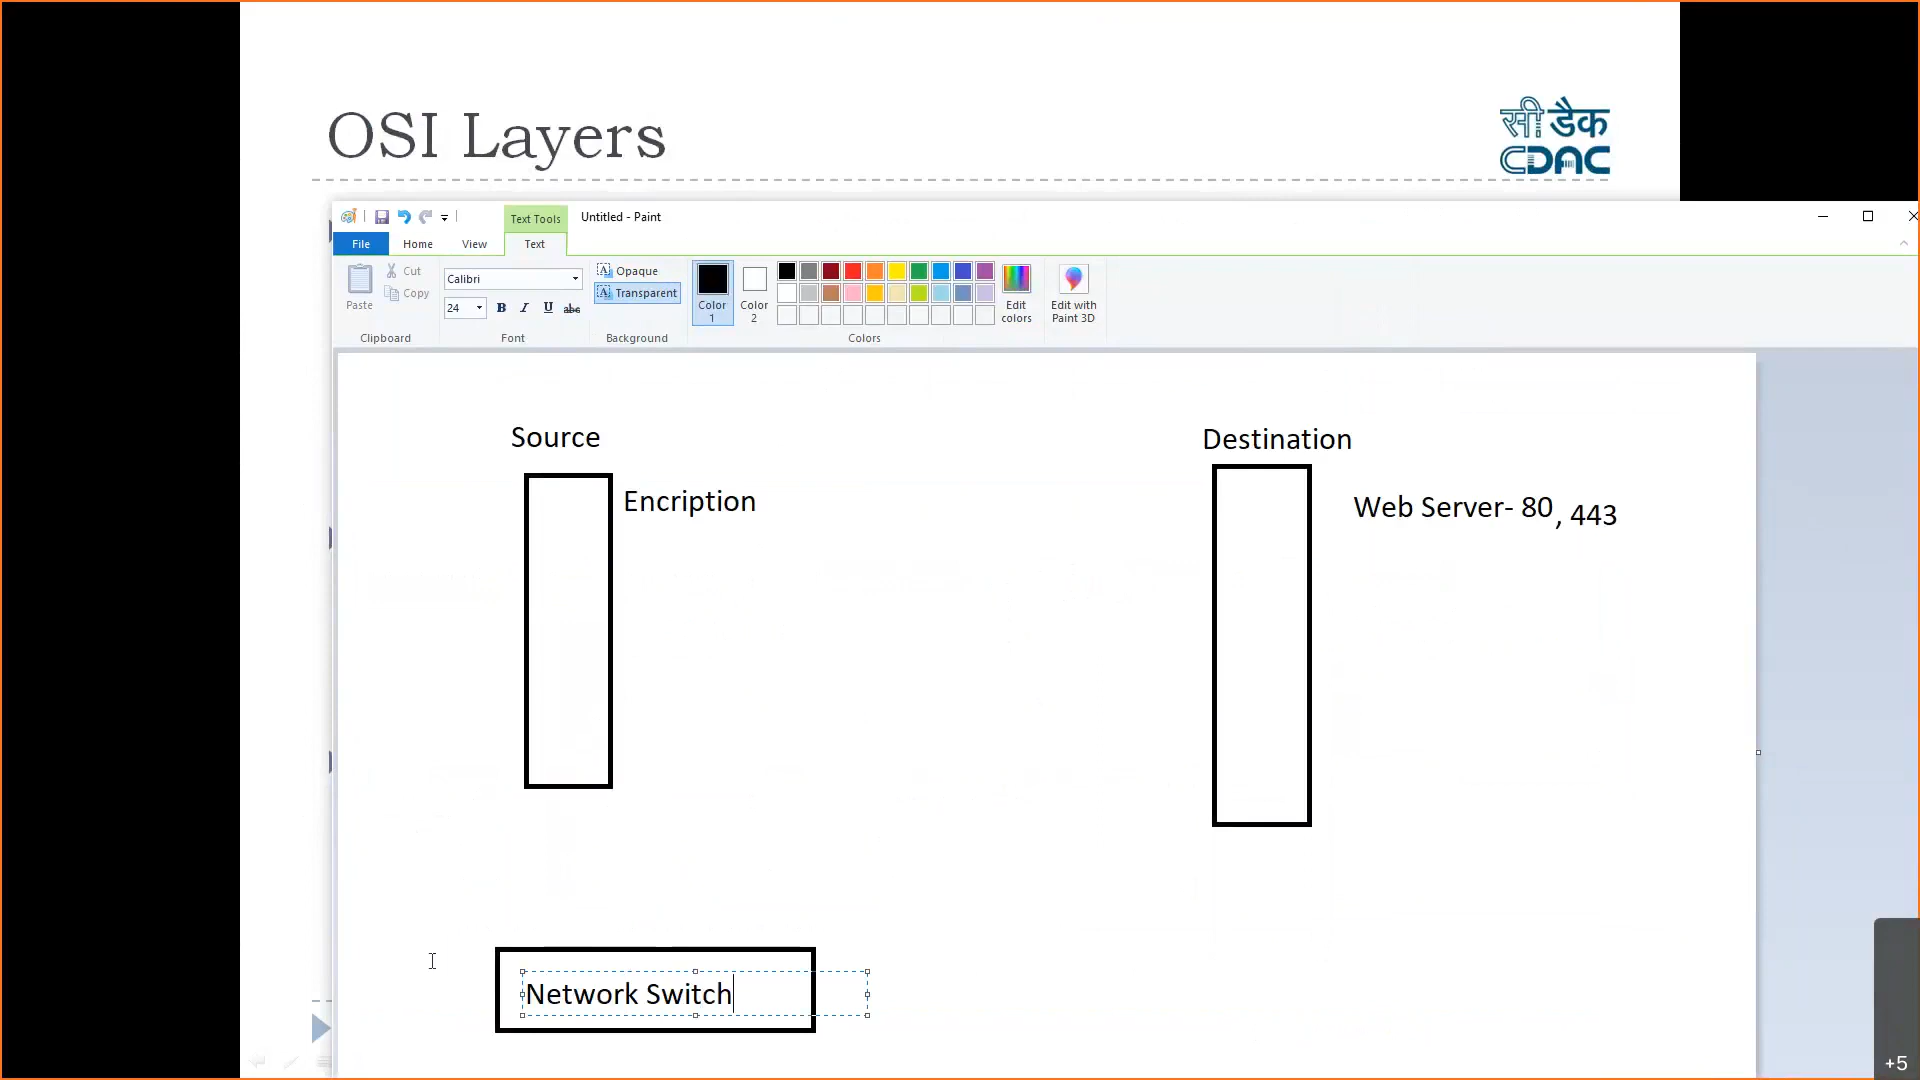 OSI Layers
सी डैक
CDAC
Text Tools
Untitled - Paint
File
Home
View
Text
Paste
Cut
Copy
Clipboard
Calibri
24
B I U abc
Font
Opaque
Transparent
Background
Color 1
Color 2
Edit colors
Edit with Paint 3D
Colors
Source
Destination
Encription
Web Server- 80, 443
Network Switch
+5